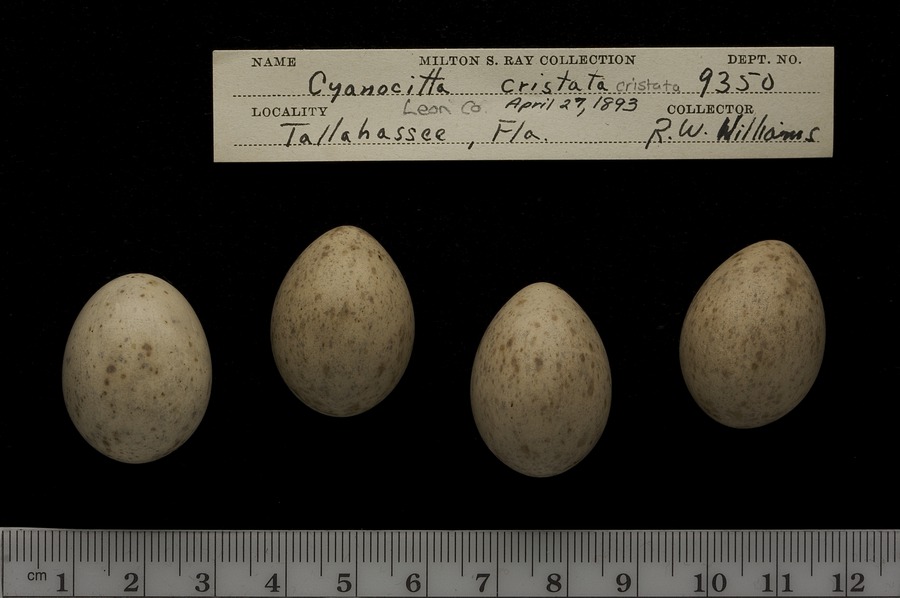 NAME MILTON S. RAY COLLECTION DEPT. NO.
Cyanocitta cristata cristata 9350
LOCALITY Leon Co. April 27, 1893 COLLECTOR
Tallahassee, Fla. R.W. Williams
cm 1 2 3 4 5 6 7 8 9 10 11 12